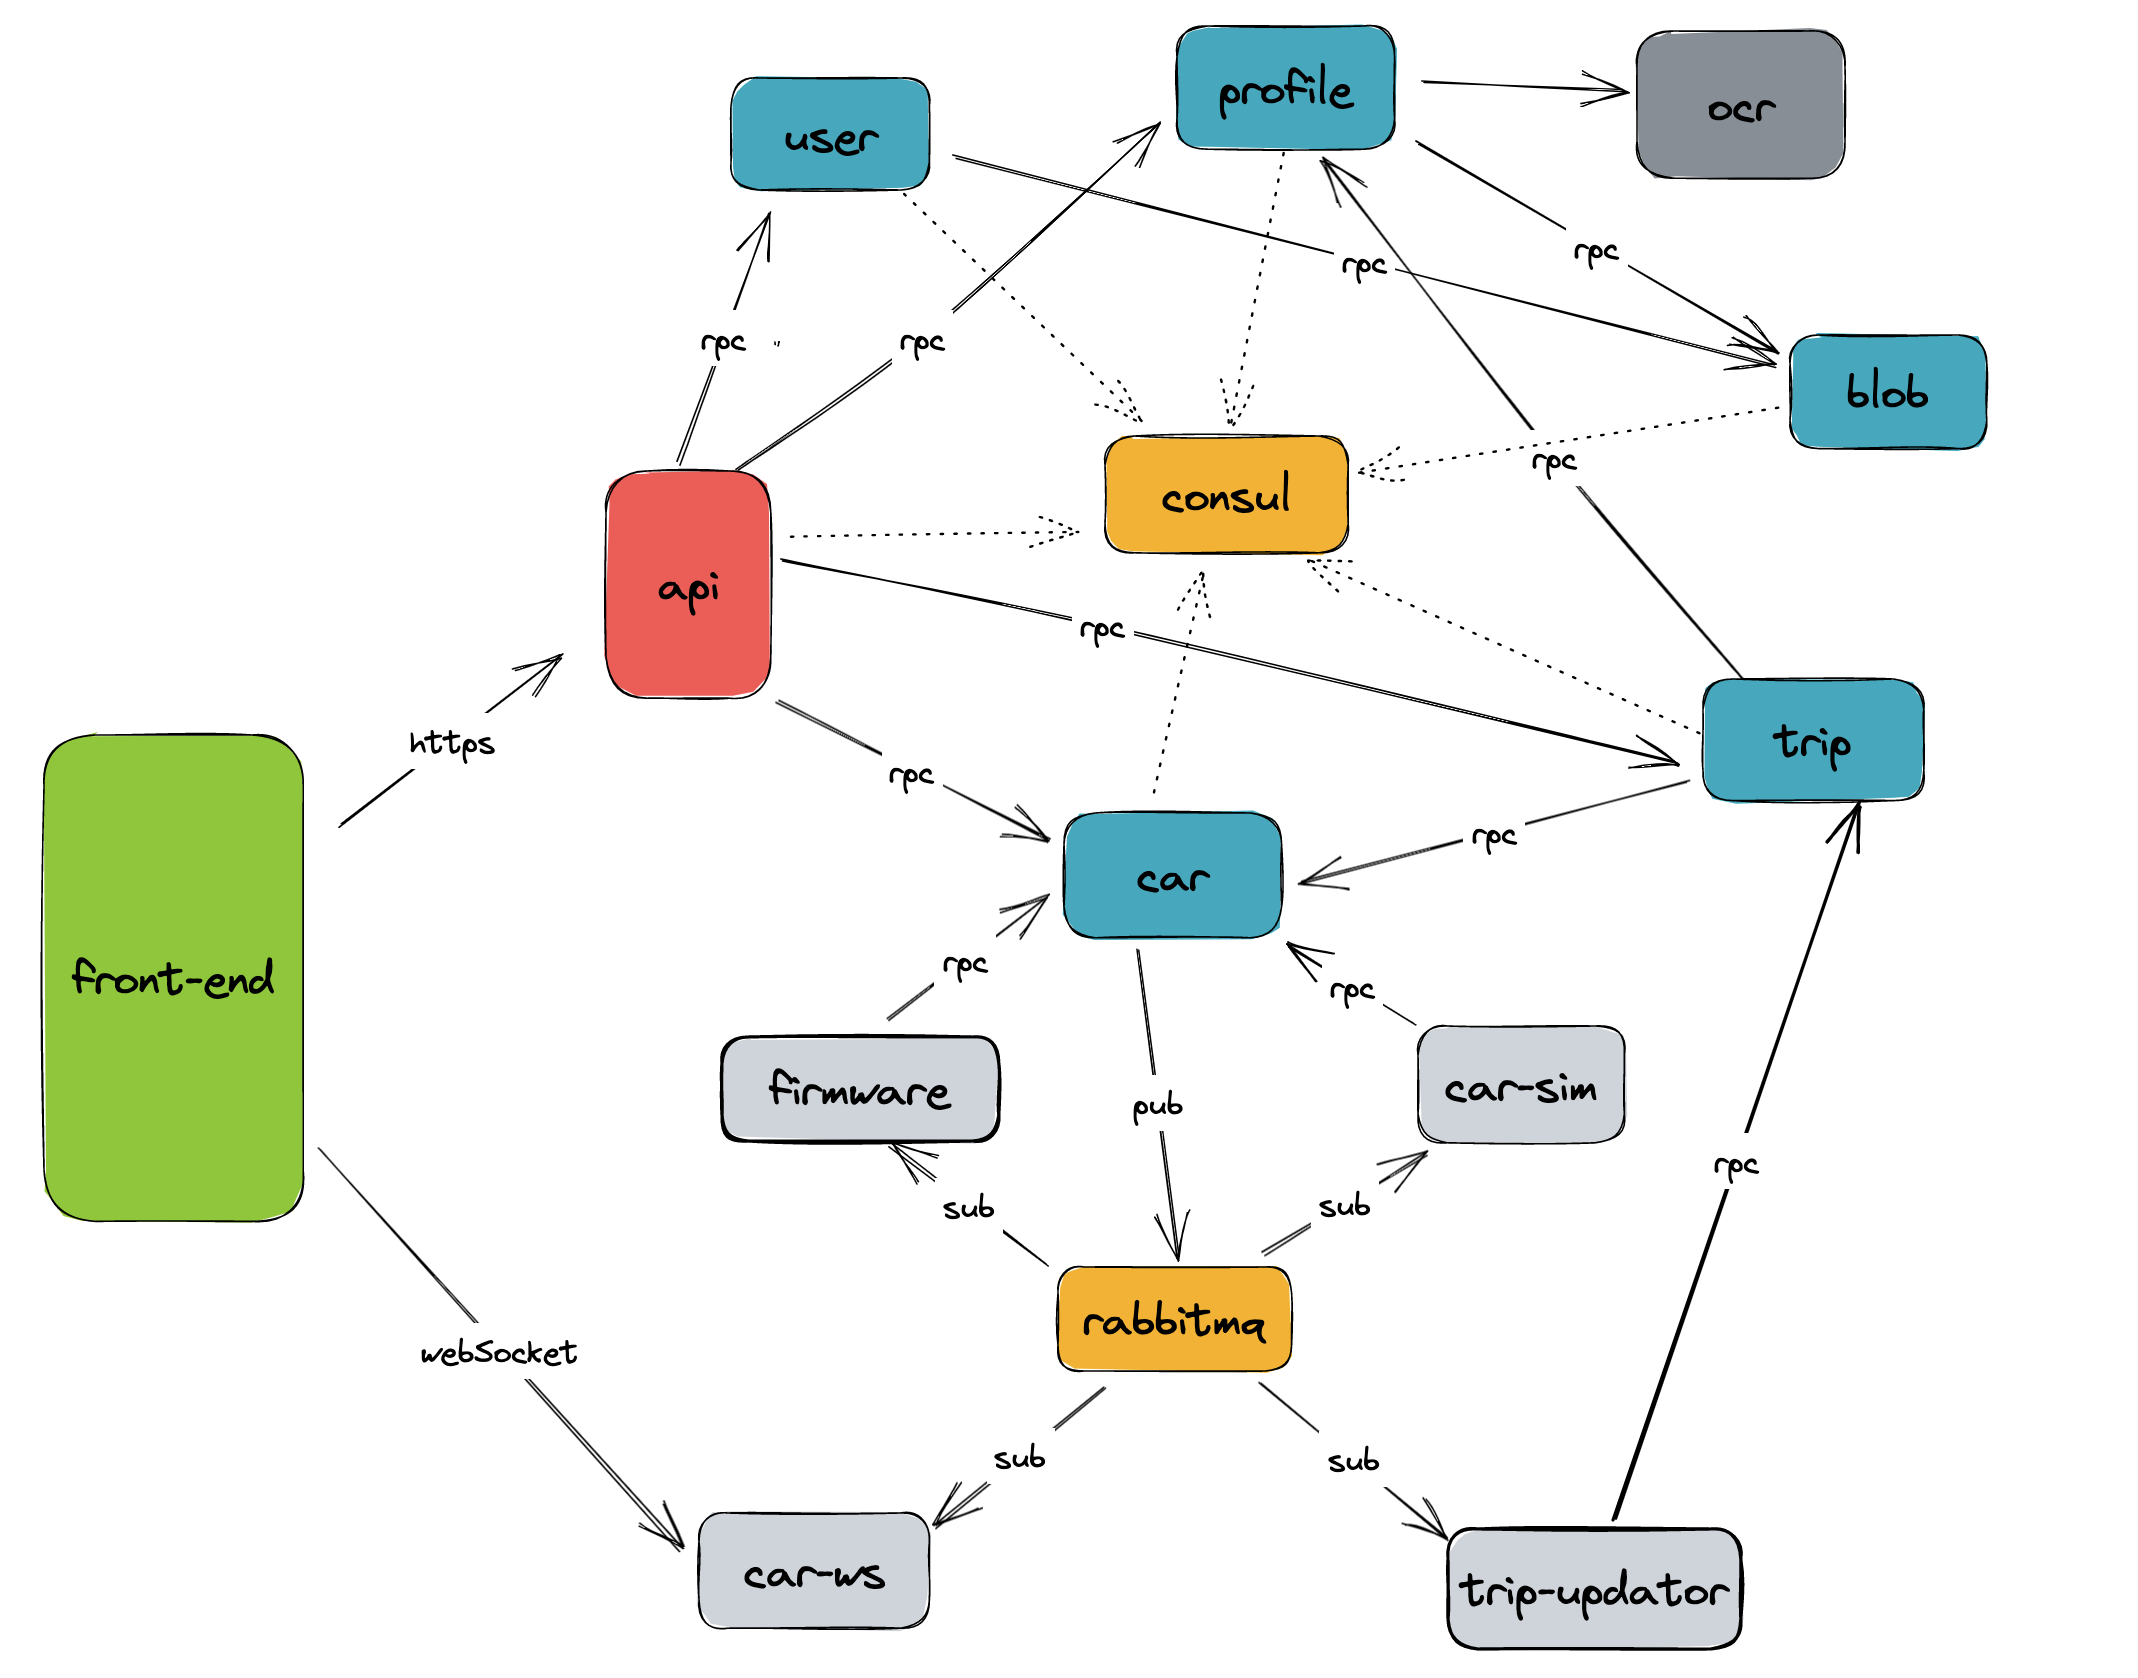 profile
ocr
user
rpc
rpc
rpc
rpc
blob
rpc
consul
api
rpc
https
trip
rpc
rpc
car
front-end
rpc
rpc
firmware
car-sim
pub
rpc
sub
sub
rabbitmq
webSocket
sub
sub
car-ws
trip-updator